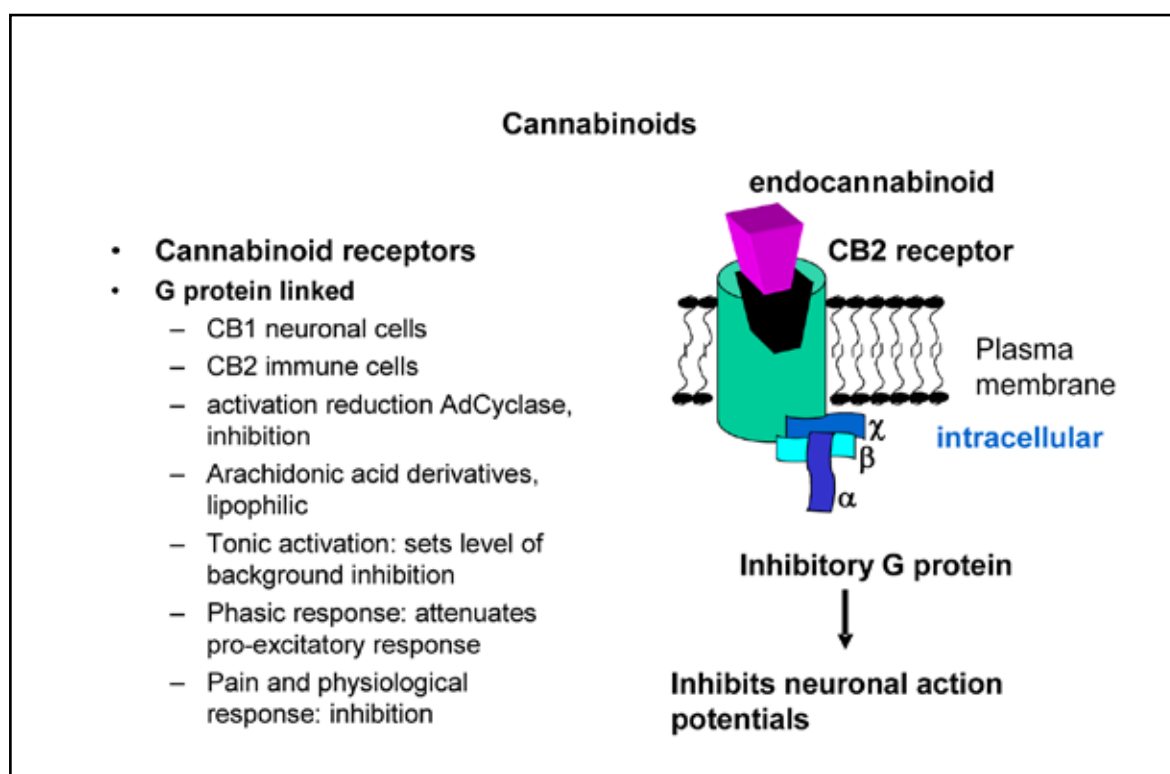 Cannabinoids
• Cannabinoid receptors
• G protein linked
– CB1 neuronal cells
– CB2 immune cells
– activation reduction AdCyclase,
inhibition
– Arachidonic acid derivatives,
lipophilic
– Tonic activation: sets level of
background inhibition
– Phasic response: attenuates
pro-excitatory response
– Pain and physiological
response: inhibition
endocannabinoid
CB2 receptor
Plasma
membrane
intracellular
χ
β
α
Inhibitory G protein
Inhibits neuronal action
potentials